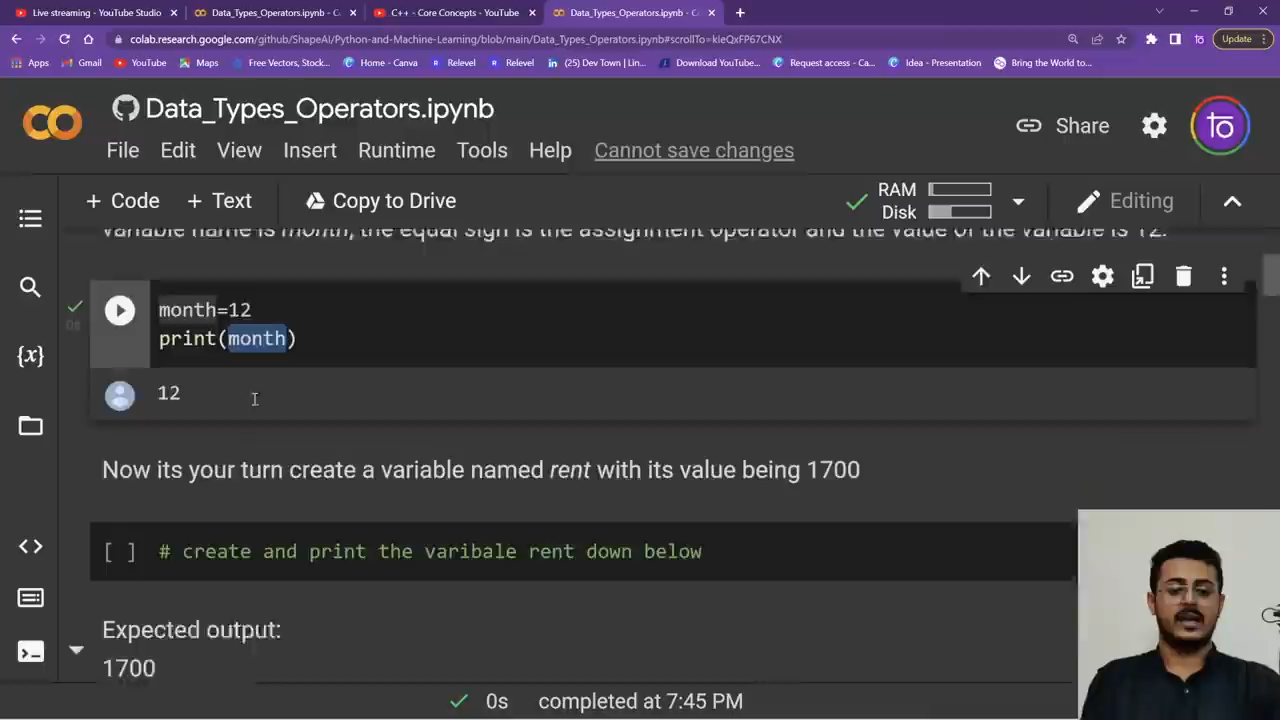 Live streaming - YouTube Studio
Data_Types_Operators.ipynb - C
C++ - Core Concepts - YouTube
Data_Types_Operators.ipynb - C
colab.research.google.com/github/ShapeAI/Python-and-Machine-Learning/blob/main/Data_Types_Operators.ipynb#scrollTo=kleQxFP67CNX
Update
Apps
Gmail
YouTube
Maps
Free Vectors, Stock...
Home - Canva
Relevel
Relevel
(25) Dev Town | Lin...
Download YouTube...
Request access - Ca...
Idea - Presentation
Bring the World to...
Data_Types_Operators.ipynb
Share
File Edit View Insert Runtime Tools Help Cannot save changes
+ Code + Text Copy to Drive
RAM
Disk
Editing
variable name is month, the equal sign is the assignment operator and the value of the variable is 12.
month=12
0s
print(month)
12
Now its your turn create a variable named rent with its value being 1700
[ ] # create and print the varibale rent down below
Expected output:
1700
0s completed at 7:45 PM